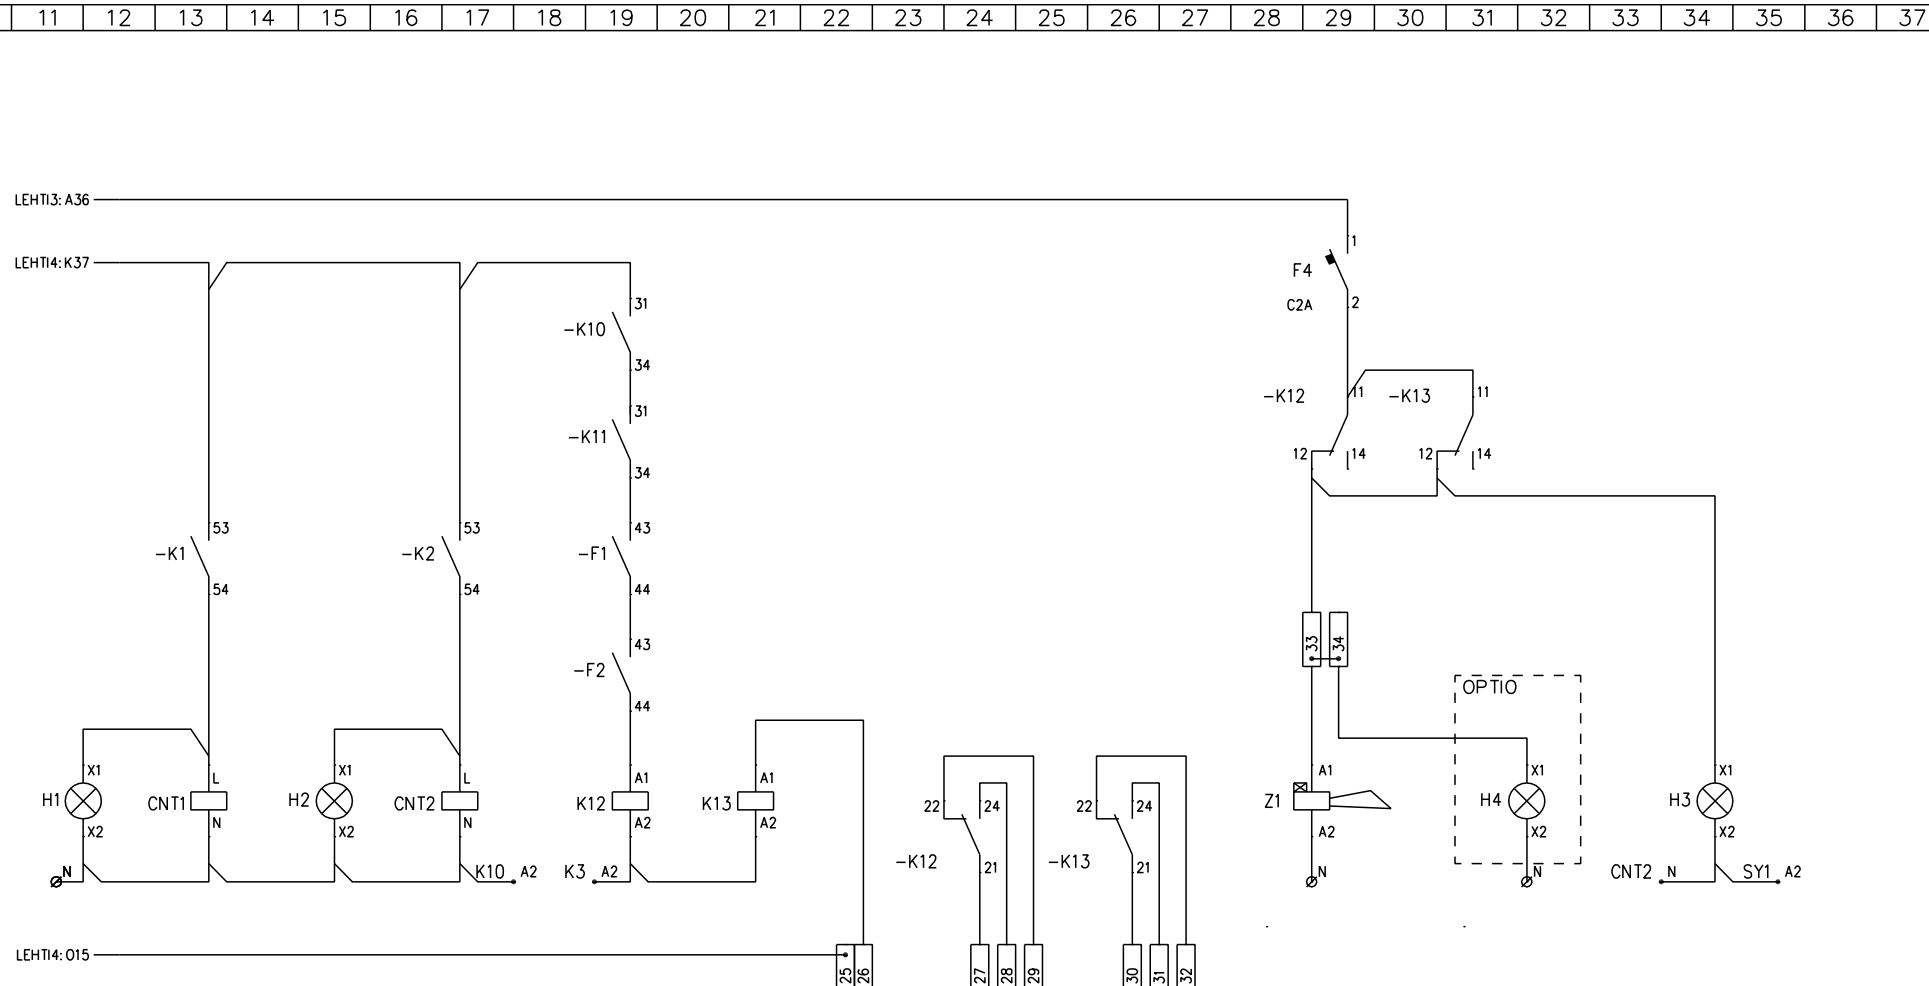 11 12 13 14 15 16 17 18 19 20 21 22 23 24 25 26 27 28 29 30 31 32 33 34 35 36 37
LEHTI3: A36
1
LEHTI4: K37
F4
31
C2A 2
-K10
34
-K12 11 -K13 11
31
-K11
12 14 12 14
34
53 53 43
-K1 -K2 -F1
54 54 44
33 34
43
-F2
OPTIO
44
X1 L X1 L A1 A1 A1 X1 X1
H1 CNT1 H2 CNT2 K12 K13 22 24 22 24 Z1 H4 H3
X2 N X2 N A2 A2 A2 X2 X2
-K12 21 -K13 21
N K10 A2 K3 A2 N N CNT2 N SY1 A2
LEHTI4: O15
25 26 27 28 29 30 31 32